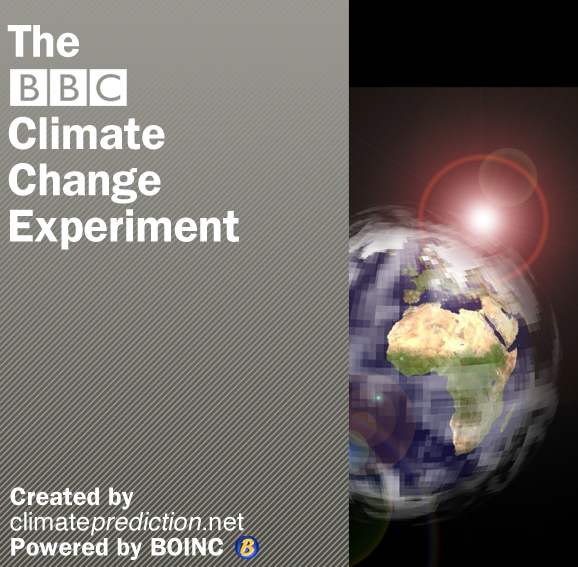 The
BBC
Climate
Change
Experiment
Created by
climateprediction.net
Powered by BOINC B